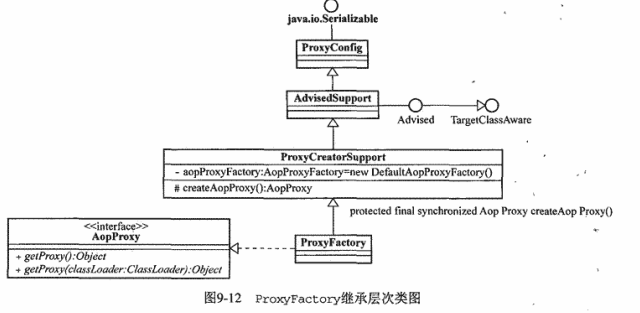 java.io.Serializable
ProxyConfig
AdvisedSupport
Advised
TargetClassAware
ProxyCreatorSupport
- aopProxyFactory:AopProxyFactory=new DefaultAopProxyFactory()
# createAopProxy():AopProxy
protected final synchronized Aop Proxy createAop Proxy()
<<interface>>
AopProxy
+ getProxy():Object
+ getProxy(classLoader:ClassLoader):Object
ProxyFactory
图9-12 ProxyFactory继承层次类图